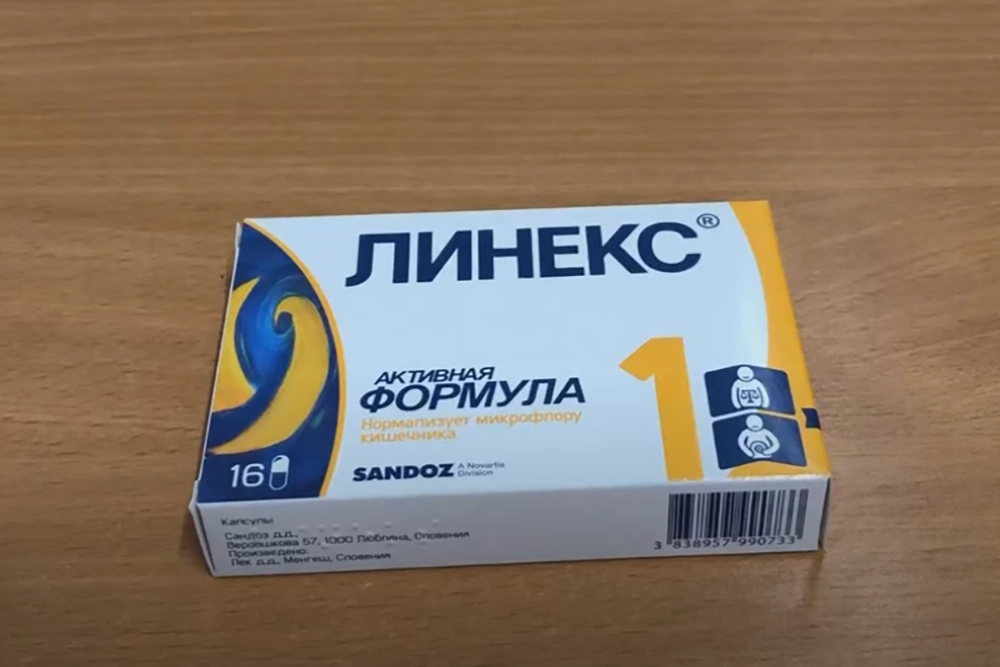 ЛИНЕКС®
АКТИВНАЯ
ФОРМУЛА
Нормализует микрофлору
кишечника
1
16
SANDOZ A Novartis
Division
Капсулы
Сандоз д.д.,
Веровшкова 57, 1000 Любляна, Словения
Произведено:
Лек д.д., Менгеш, Словения
3 838957 990733